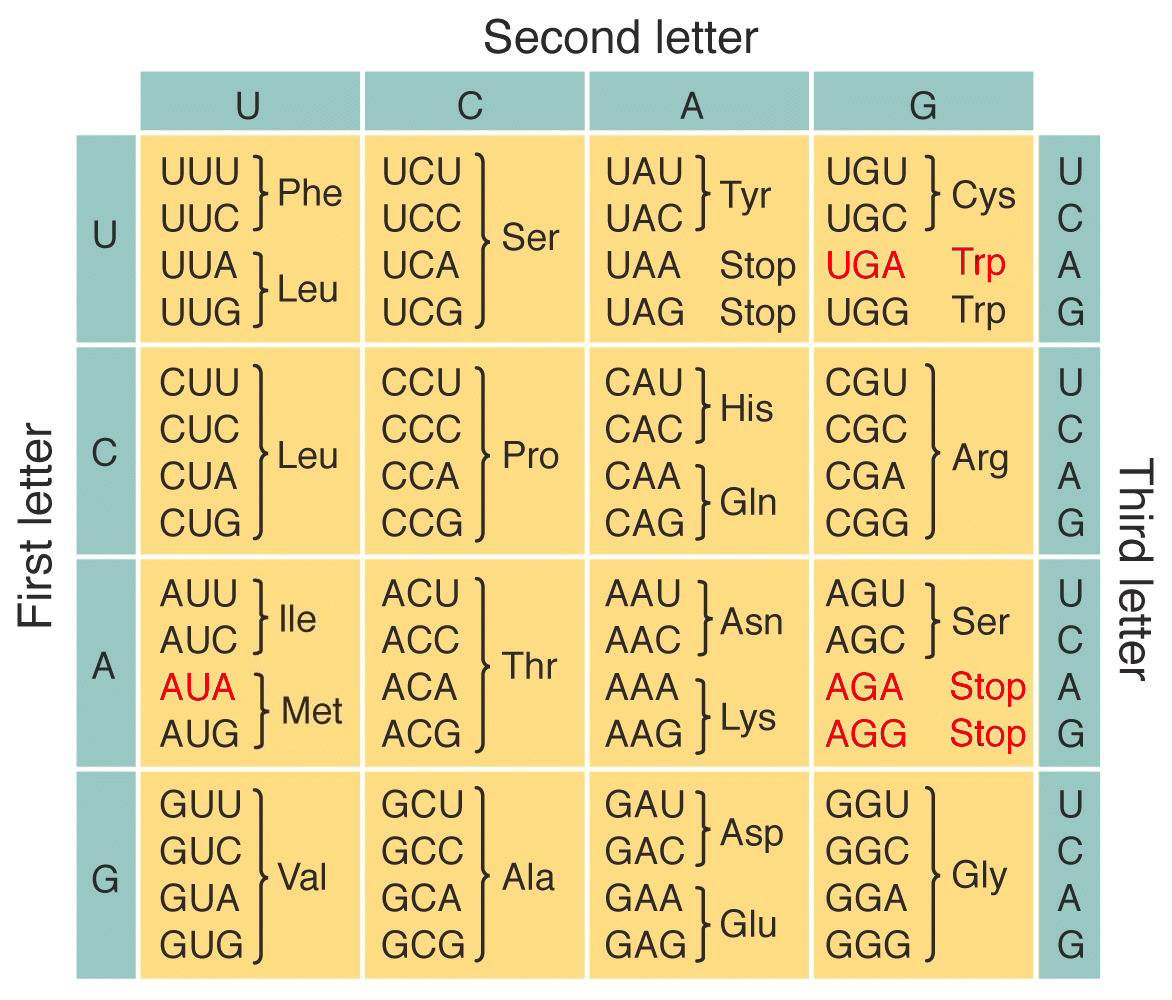 Second letter
U C A G
First letter
U
UUU
UUC
Phe
UUA
UUG
Leu
UCU
UCC
UCA
UCG
Ser
UAU
UAC
Tyr
UAA Stop
UAG Stop
UGU
UGC
Cys
UGA Trp
UGG Trp
U
C
A
G
C
CUU
CUC
CUA
CUG
Leu
CCU
CCC
CCA
CCG
Pro
CAU
CAC
His
CAA
CAG
Gln
CGU
CGC
CGA
CGG
Arg
U
C
A
G
A
AUU
AUC
Ile
AUA
AUG
Met
ACU
ACC
ACA
ACG
Thr
AAU
AAC
Asn
AAA
AAG
Lys
AGU
AGC
Ser
AGA Stop
AGG Stop
U
C
A
G
G
GUU
GUC
GUA
GUG
Val
GCU
GCC
GCA
GCG
Ala
GAU
GAC
Asp
GAA
GAG
Glu
GGU
GGC
GGA
GGG
Gly
U
C
A
G
Third letter